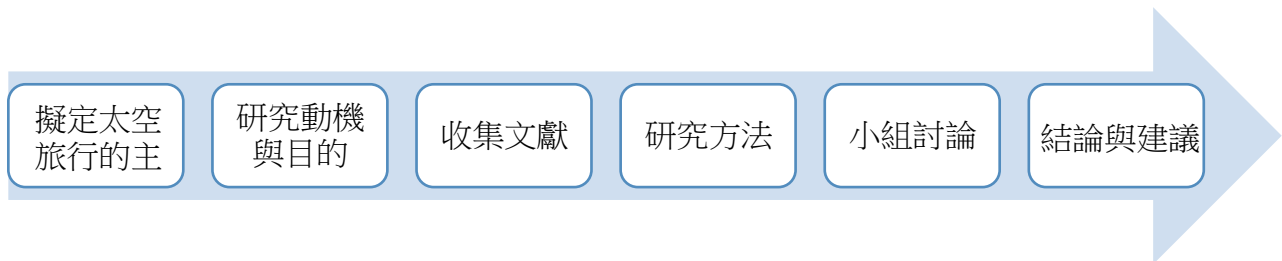 擬定太空
旅行的主
研究動機
與目的
收集文獻
研究方法
小組討論
結論與建議